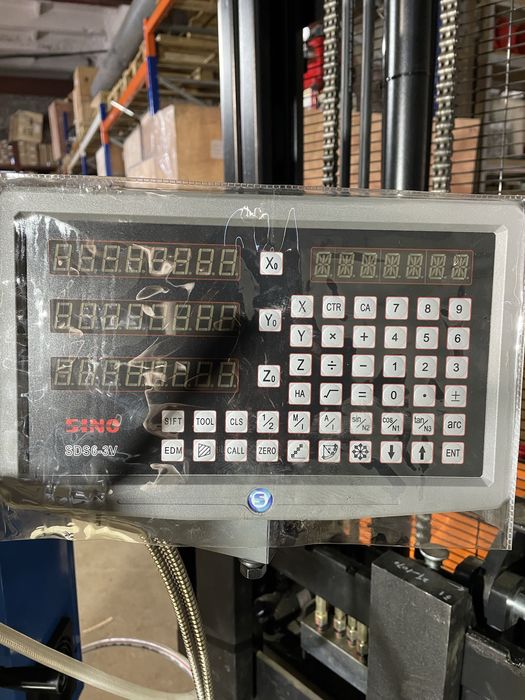 X₀
Y₀
Z₀
X CTR CA 7 8 9
Y × + 4 5 6
Z ÷ − 1 2 3
HA √ = 0 • ±
SIFT TOOL CLS 1/2 M/I A/I sin/N2 cos/N1 tan/N3 arc
EDM CALL ZERO ENT
SINO
SDS6-3V
S